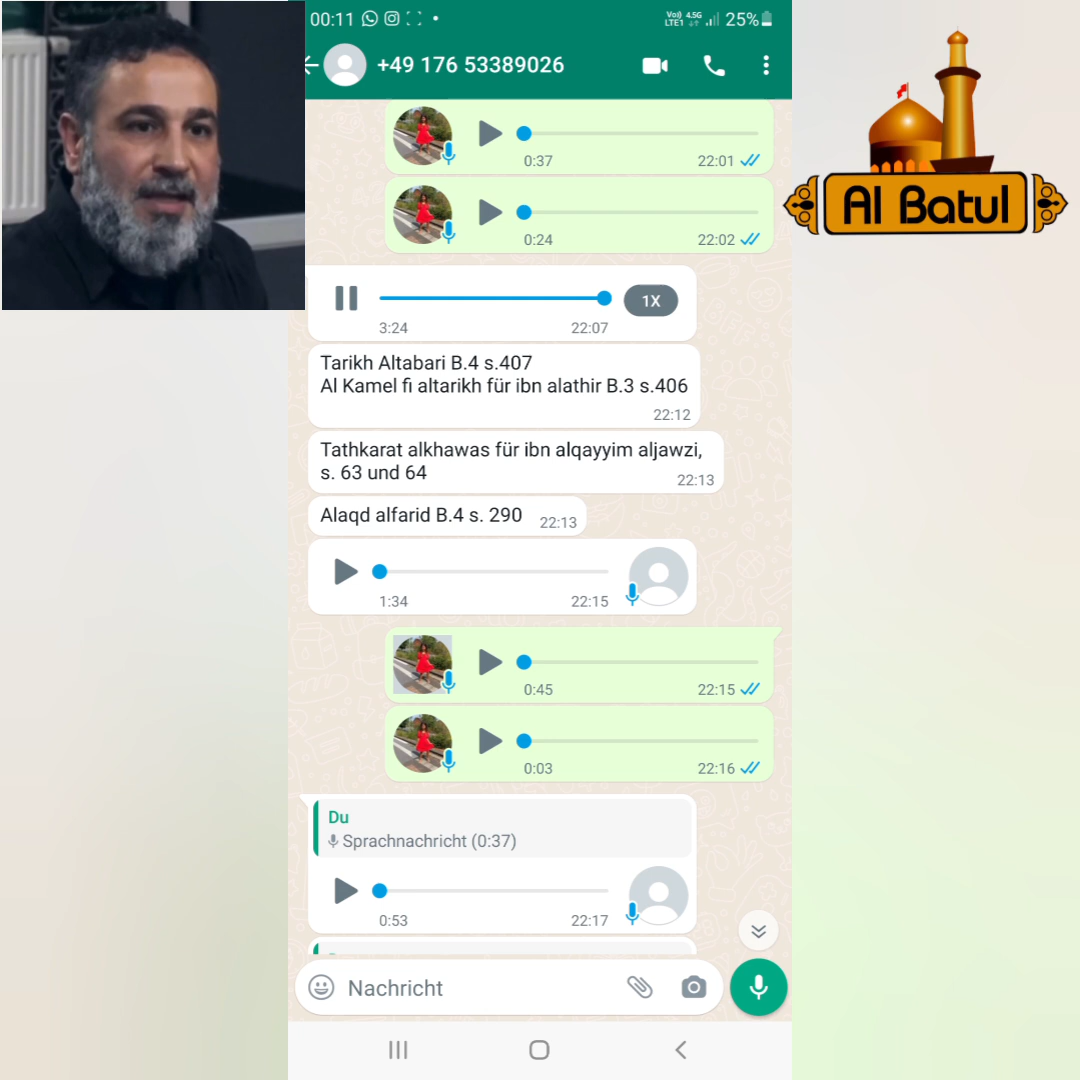 00:11
Vo)) 4.5G
LTE1
25%
+49 176 53389026
0:37 22:01
0:24 22:02
1X
3:24 22:07
Tarikh Altabari B.4 s.407
Al Kamel fi altarikh für ibn alathir B.3 s.406
22:12
Tathkarat alkhawas für ibn alqayyim aljawzi,
s. 63 und 64
22:13
Alaqd alfarid B.4 s. 290 22:13
1:34 22:15
0:45 22:15
0:03 22:16
Du
Sprachnachricht (0:37)
0:53 22:17
Nachricht
Al Batul